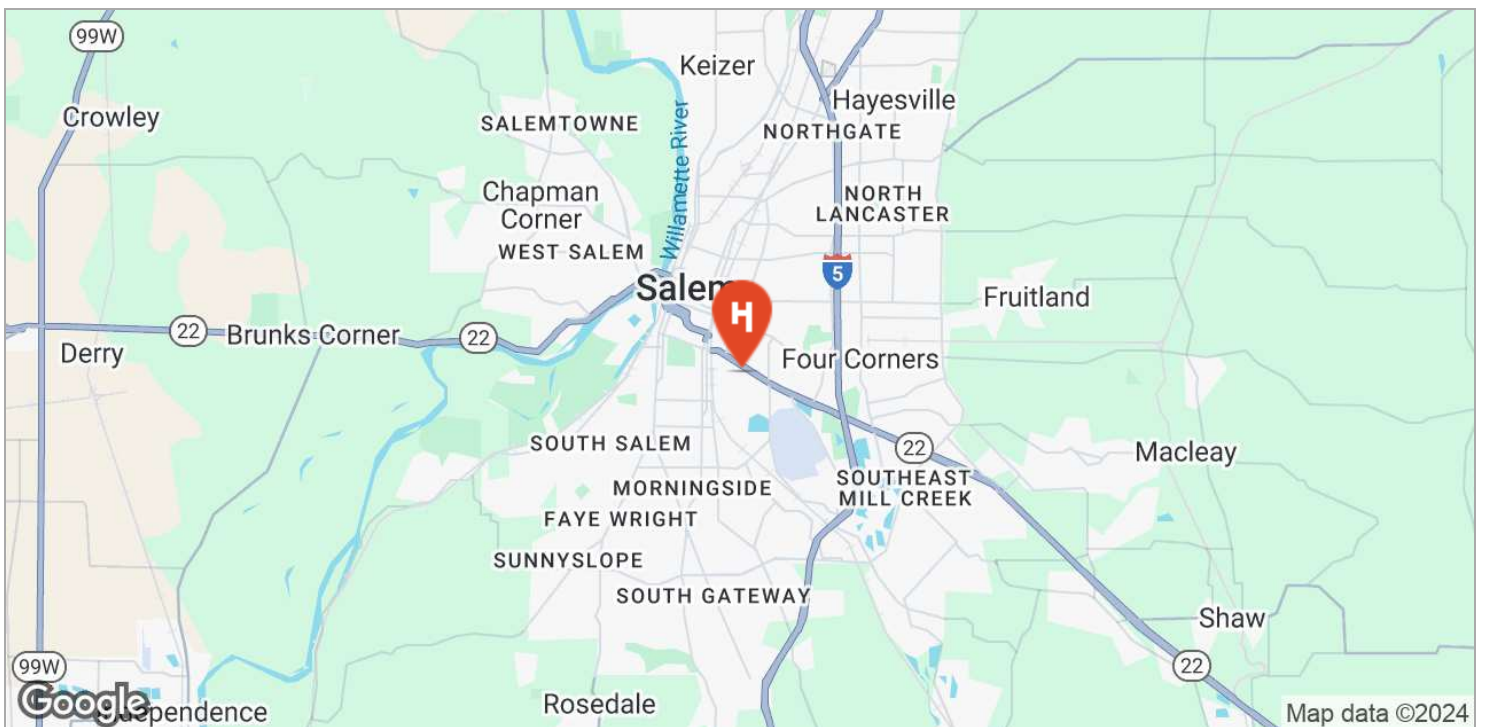 99W
Keizer
Hayesville
Crowley
SALEMTOWNE
NORTHGATE
Willamette River
Chapman
Corner
NORTH
LANCASTER
WEST SALEM
5
Salem
H
Fruitland
22
Brunks Corner
22
Derry
Four Corners
SOUTH SALEM
22
Macleay
MORNINGSIDE
SOUTHEAST
MILL CREEK
FAYE WRIGHT
SUNNYSLOPE
SOUTH GATEWAY
Shaw
99W
22
Google
Independence
Rosedale
Map data ©2024